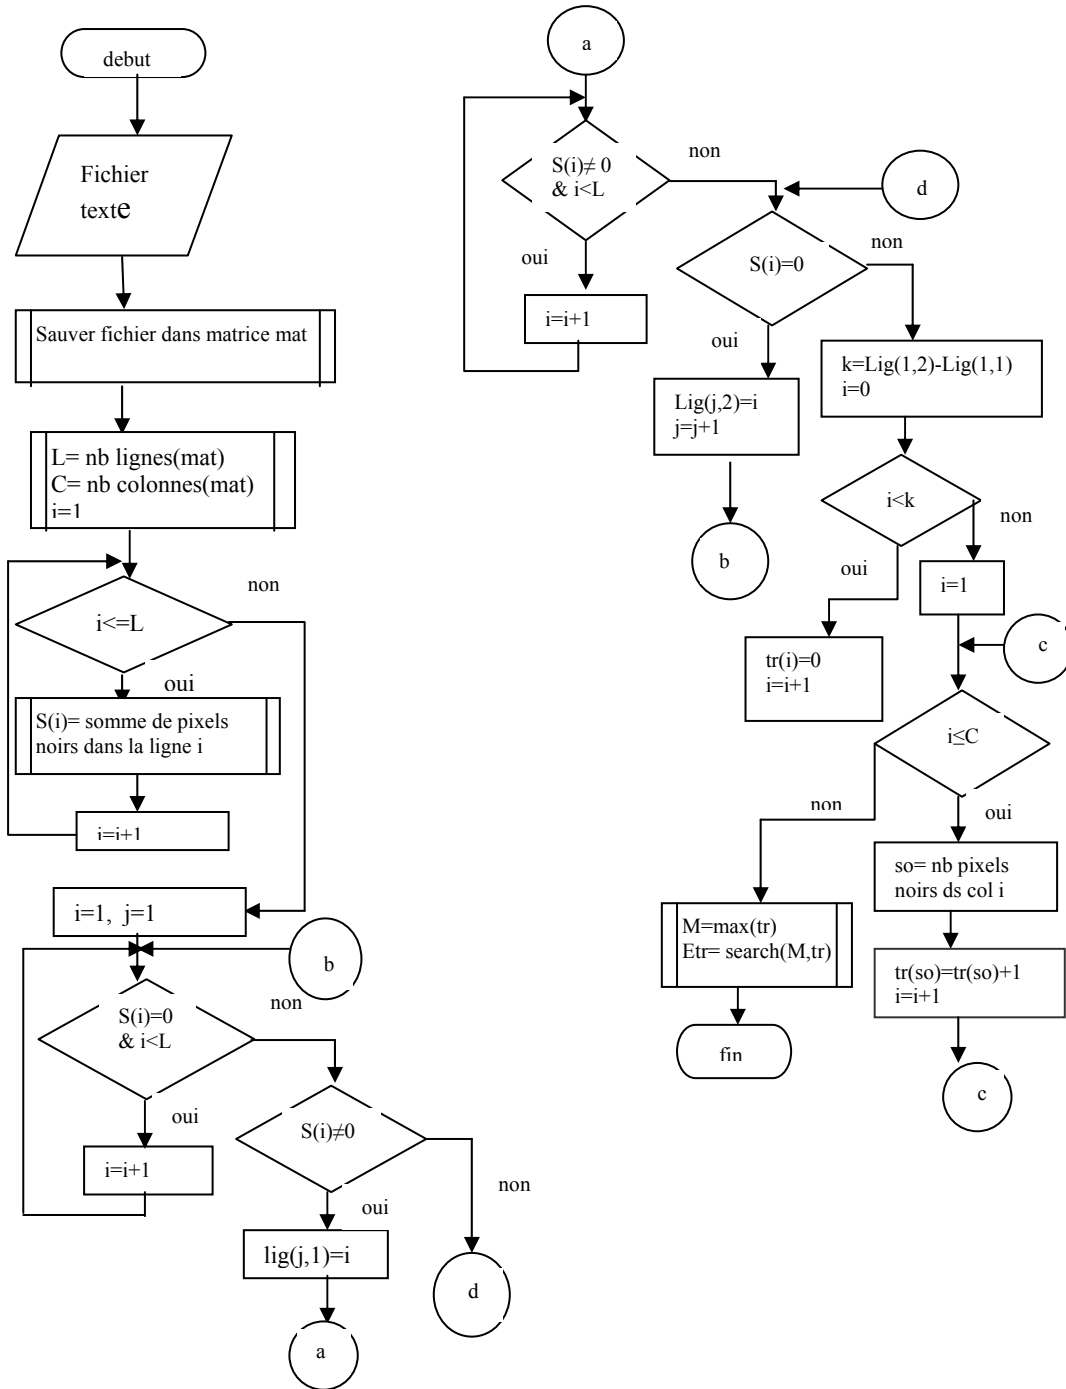 debut
Fichier
texte
Sauver fichier dans matrice mat
L= nb lignes(mat)
C= nb colonnes(mat)
i=1
non
i<=L
oui
S(i)= somme de pixels
noirs dans la ligne i
i=i+1
i=1, j=1
b
non
S(i)=0
& i<L
oui
i=i+1
S(i)≠0
non
oui
lig(j,1)=i
d
a
a
S(i)≠ 0
& i<L
non
oui
i=i+1
d
S(i)=0
non
oui
Lig(j,2)=i
j=j+1
b
k=Lig(1,2)-Lig(1,1)
i=0
i<k
non
oui
i=1
tr(i)=0
i=i+1
c
i≤C
non
oui
so= nb pixels
noirs ds col i
M=max(tr)
Etr= search(M,tr)
tr(so)=tr(so)+1
i=i+1
fin
c